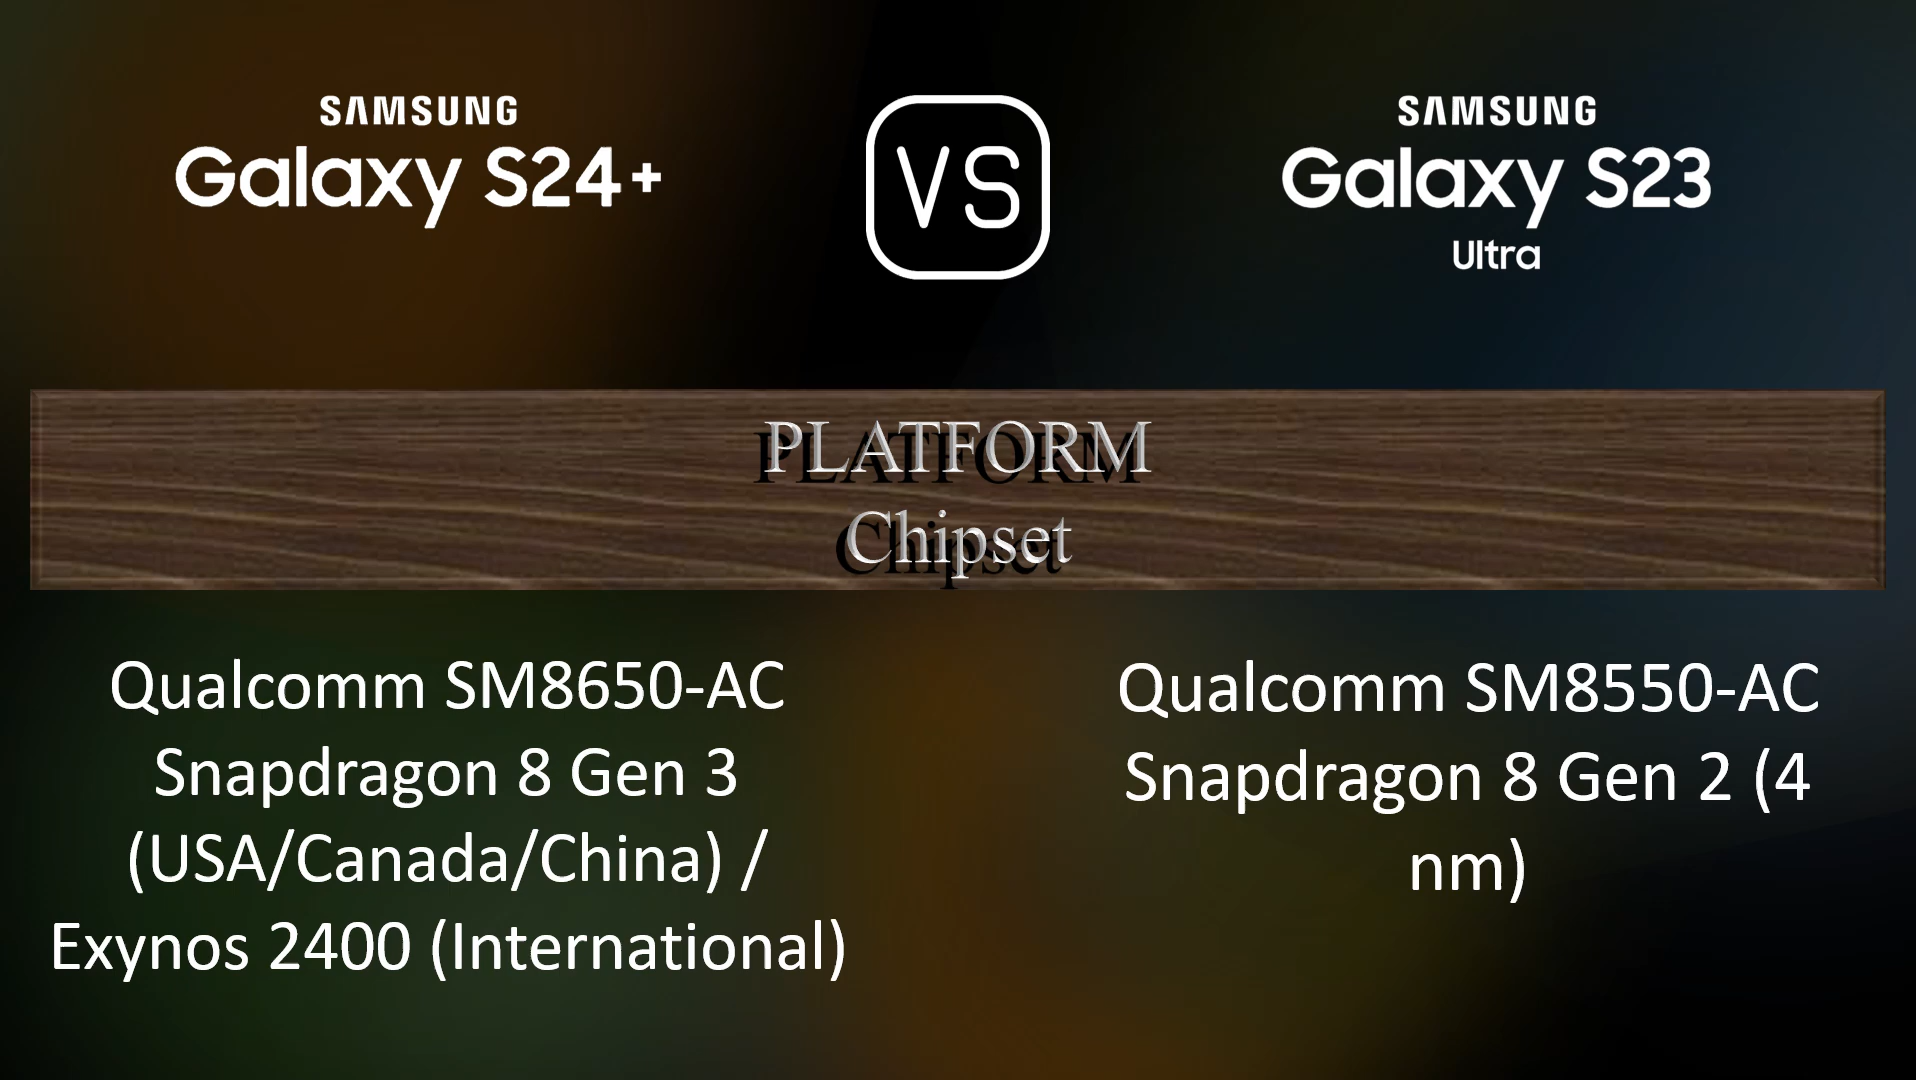 SAMSUNG
Galaxy S24+
VS
SAMSUNG
Galaxy S23
Ultra
PLATFORM
Chipset
Qualcomm SM8650-AC
Snapdragon 8 Gen 3
(USA/Canada/China) /
Exynos 2400 (International)
Qualcomm SM8550-AC
Snapdragon 8 Gen 2 (4
nm)